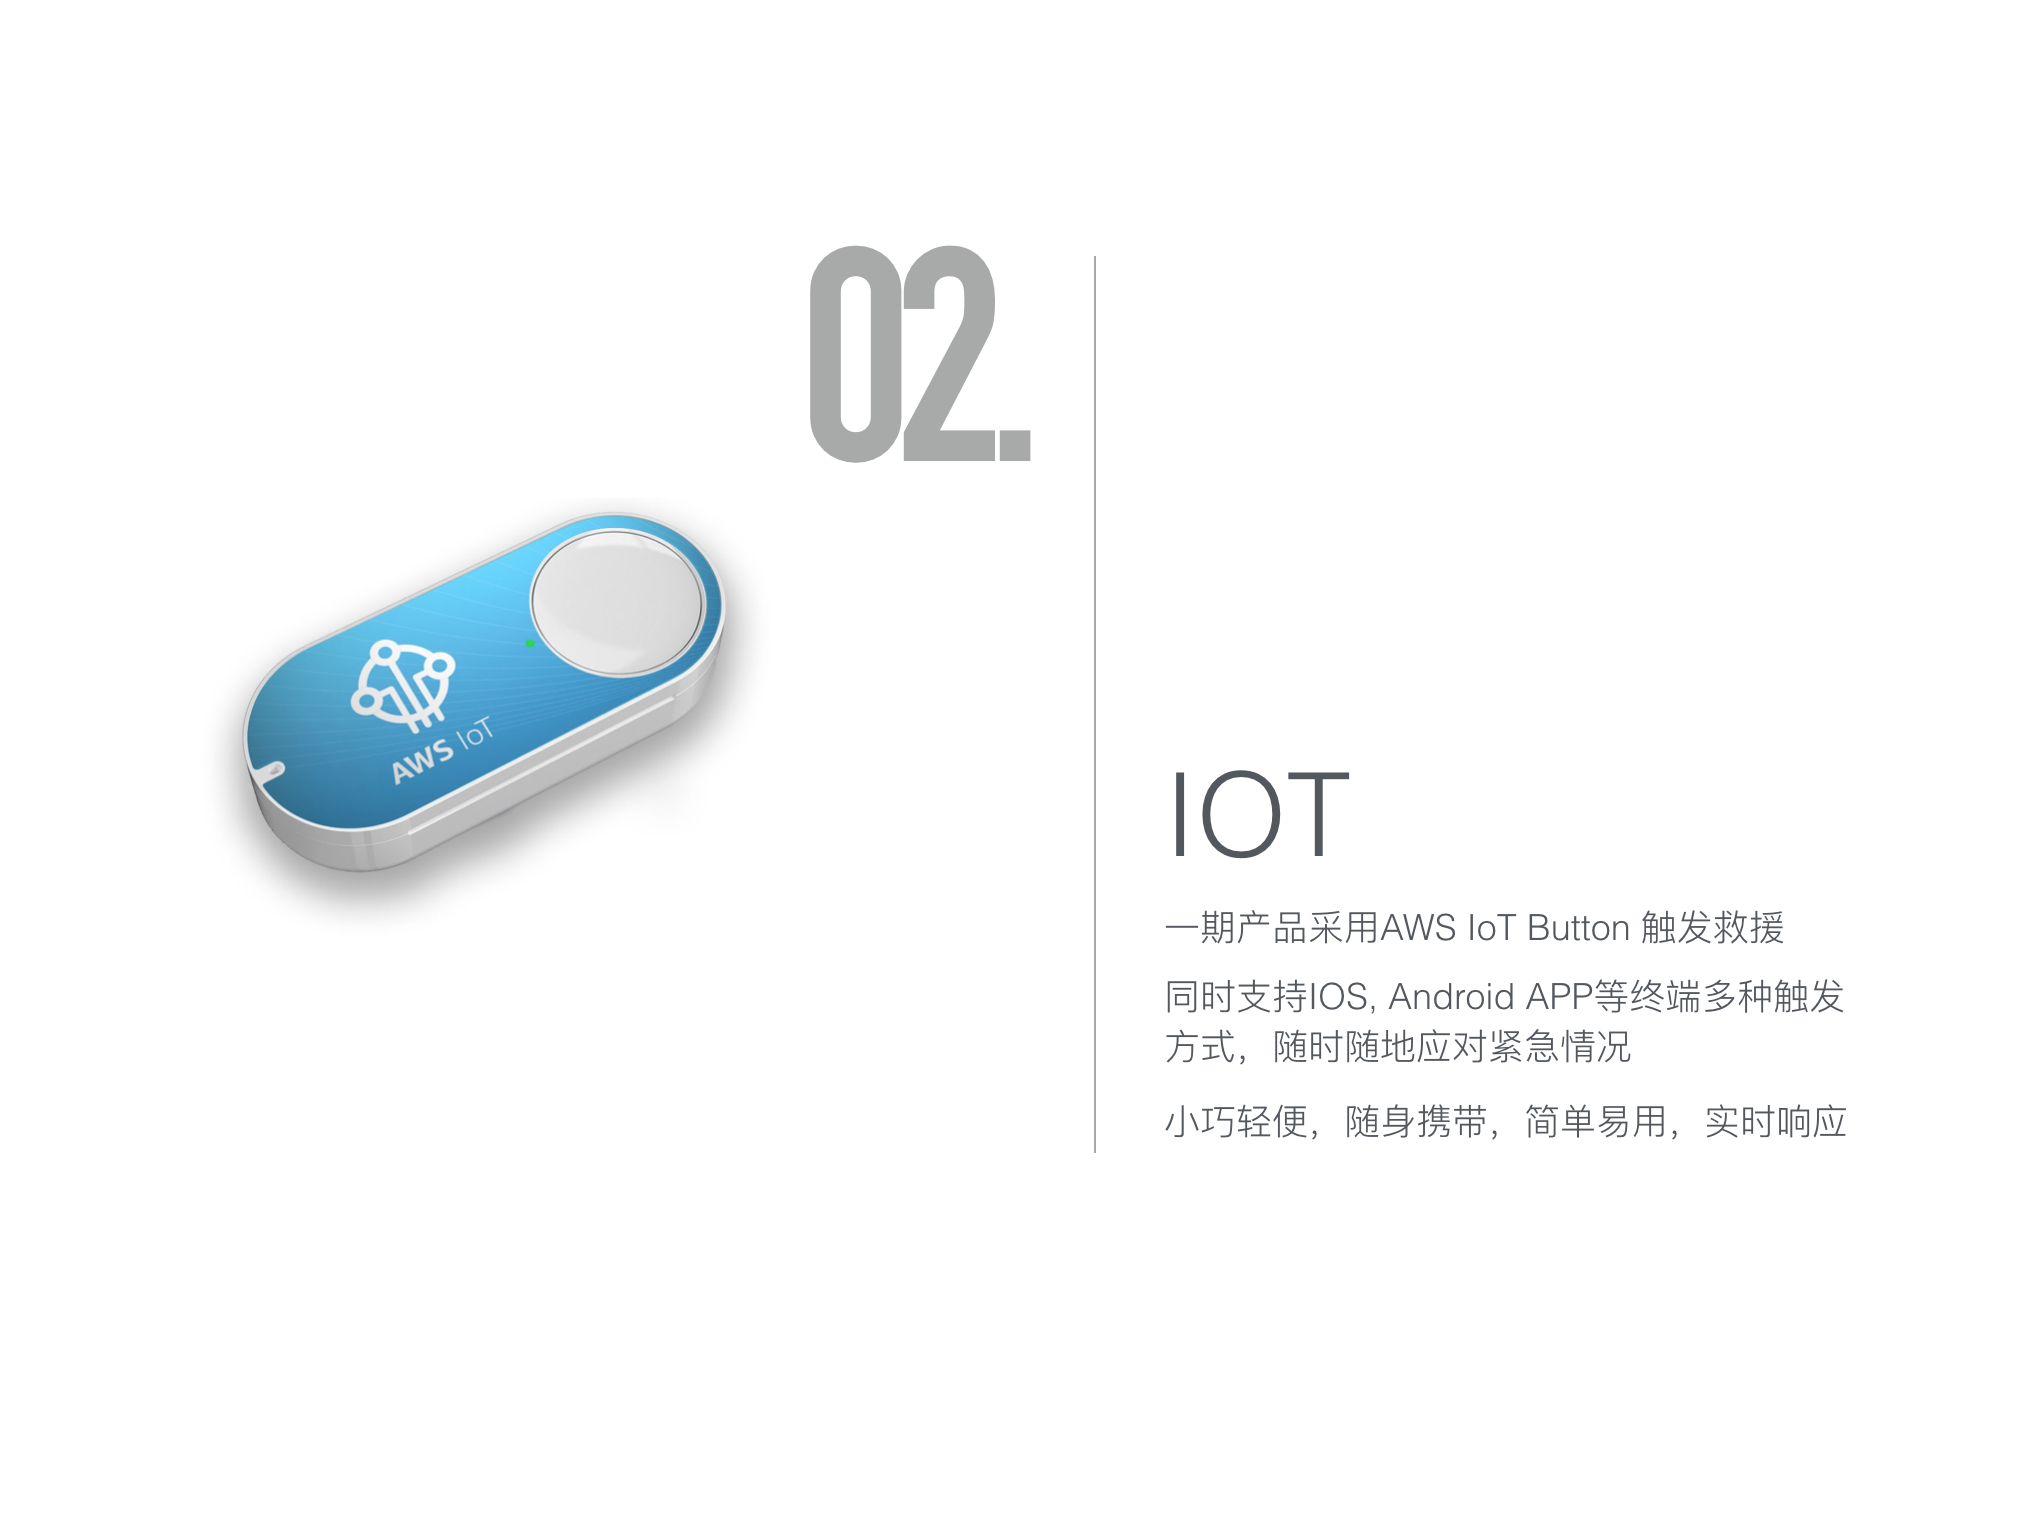 02.
AWS IoT
IOT
一期产品采用AWS IoT Button 触发救援
同时支持IOS, Android APP等终端多种触发
方式，随时随地应对紧急情况
小巧轻便，随身携带，简单易用，实时响应